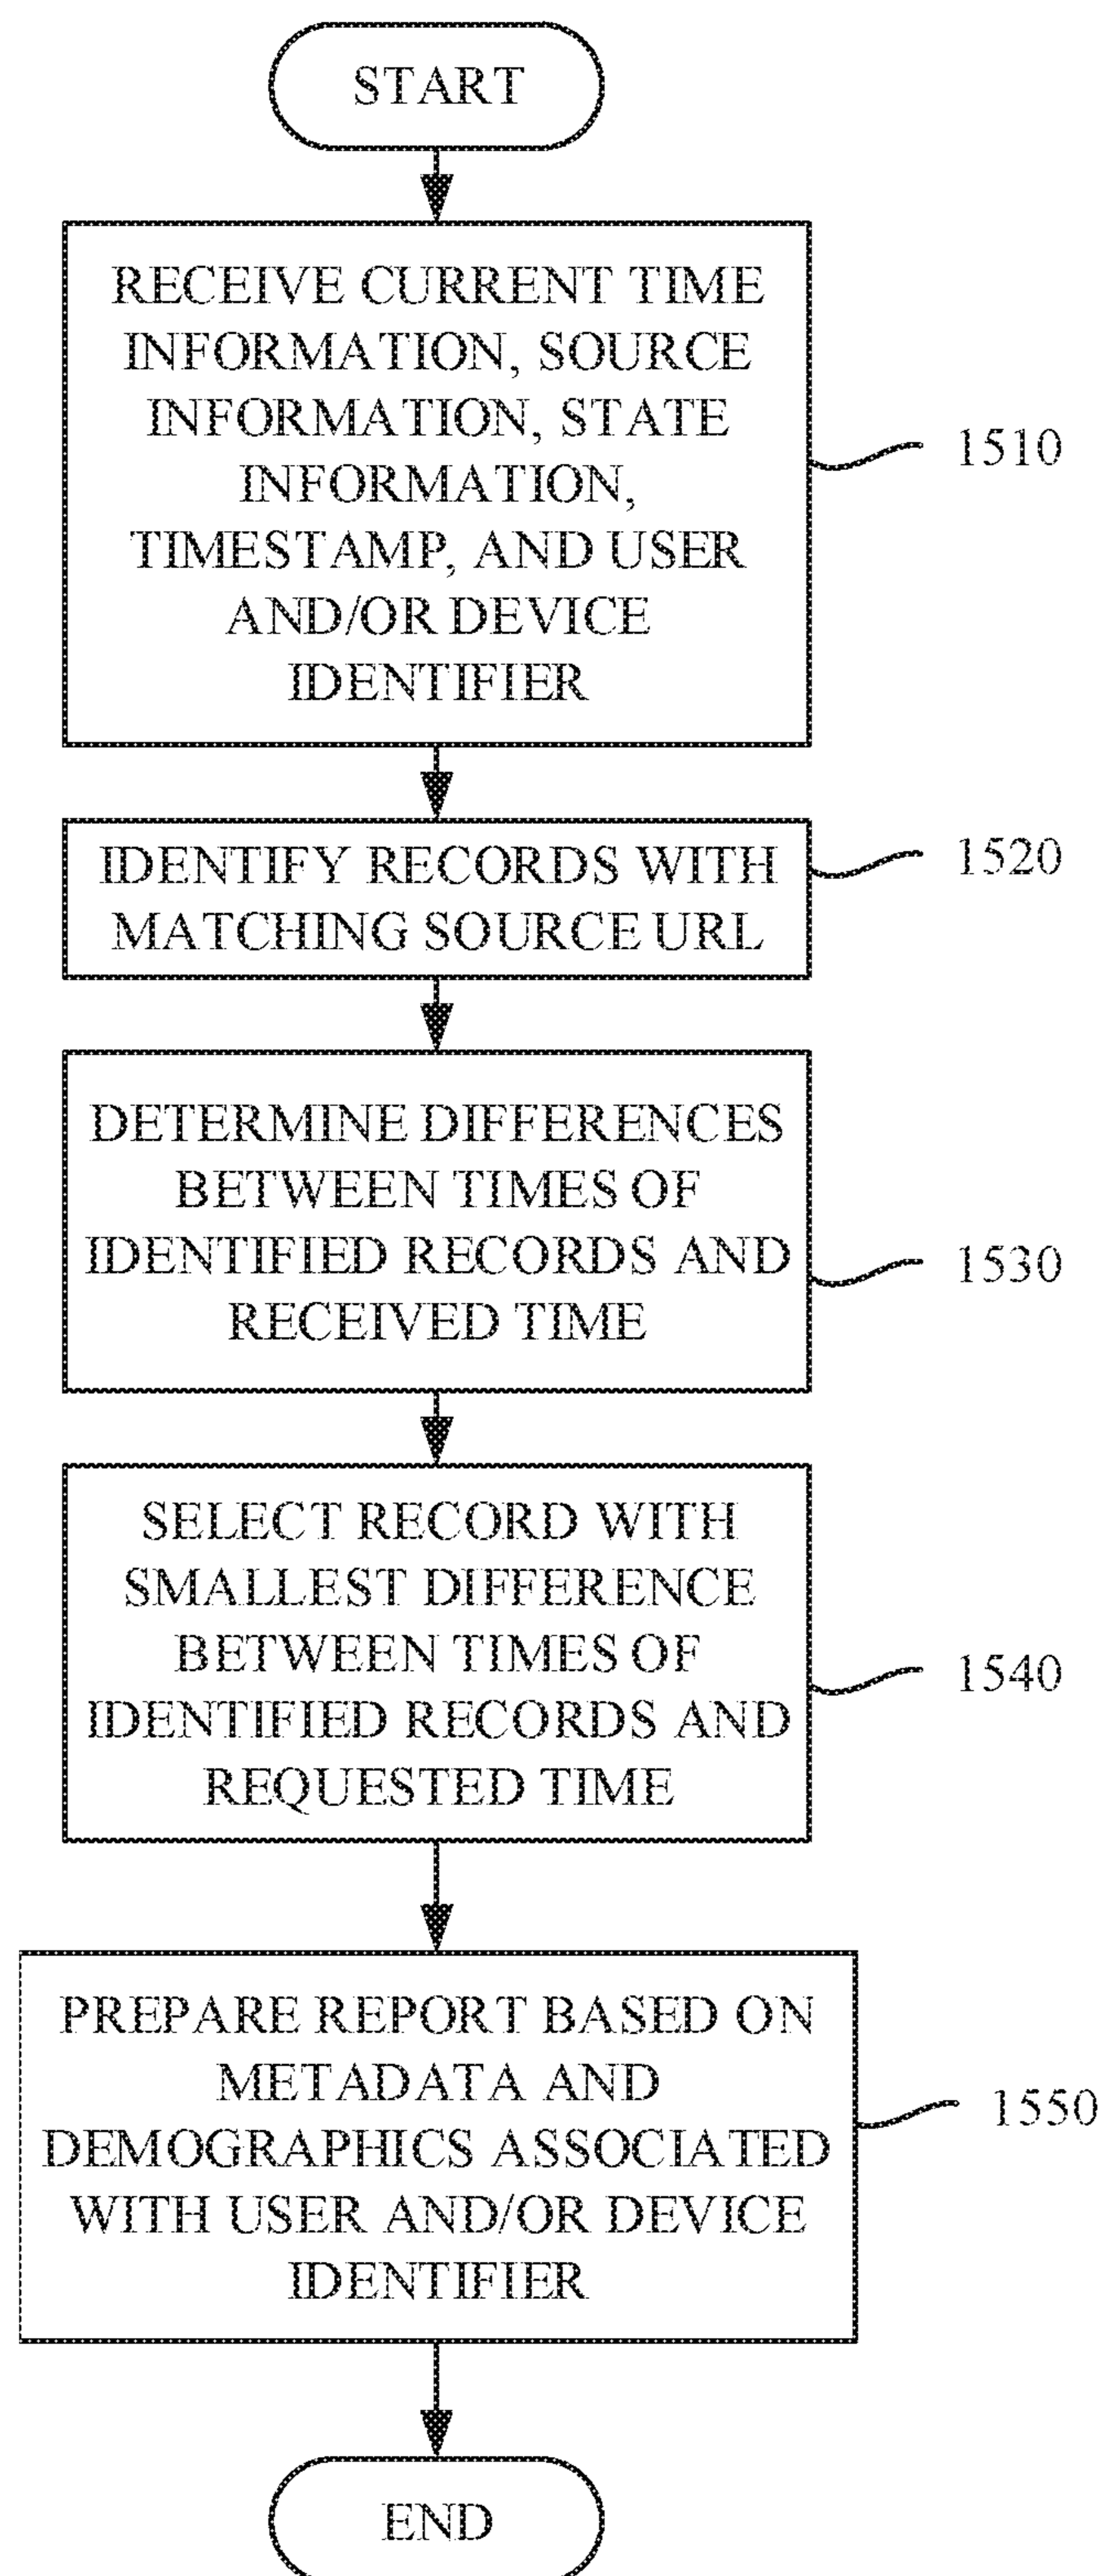 START
RECEIVE CURRENT TIME
INFORMATION, SOURCE
INFORMATION, STATE
INFORMATION,
TIMESTAMP, AND USER
AND/OR DEVICE
IDENTIFIER
1510
IDENTIFY RECORDS WITH
MATCHING SOURCE URL
1520
DETERMINE DIFFERENCES
BETWEEN TIMES OF
IDENTIFIED RECORDS AND
RECEIVED TIME
1530
SELECT RECORD WITH
SMALLEST DIFFERENCE
BETWEEN TIMES OF
IDENTIFIED RECORDS AND
REQUESTED TIME
1540
PREPARE REPORT BASED ON
METADATA AND
DEMOGRAPHICS ASSOCIATED
WITH USER AND/OR DEVICE
IDENTIFIER
1550
END